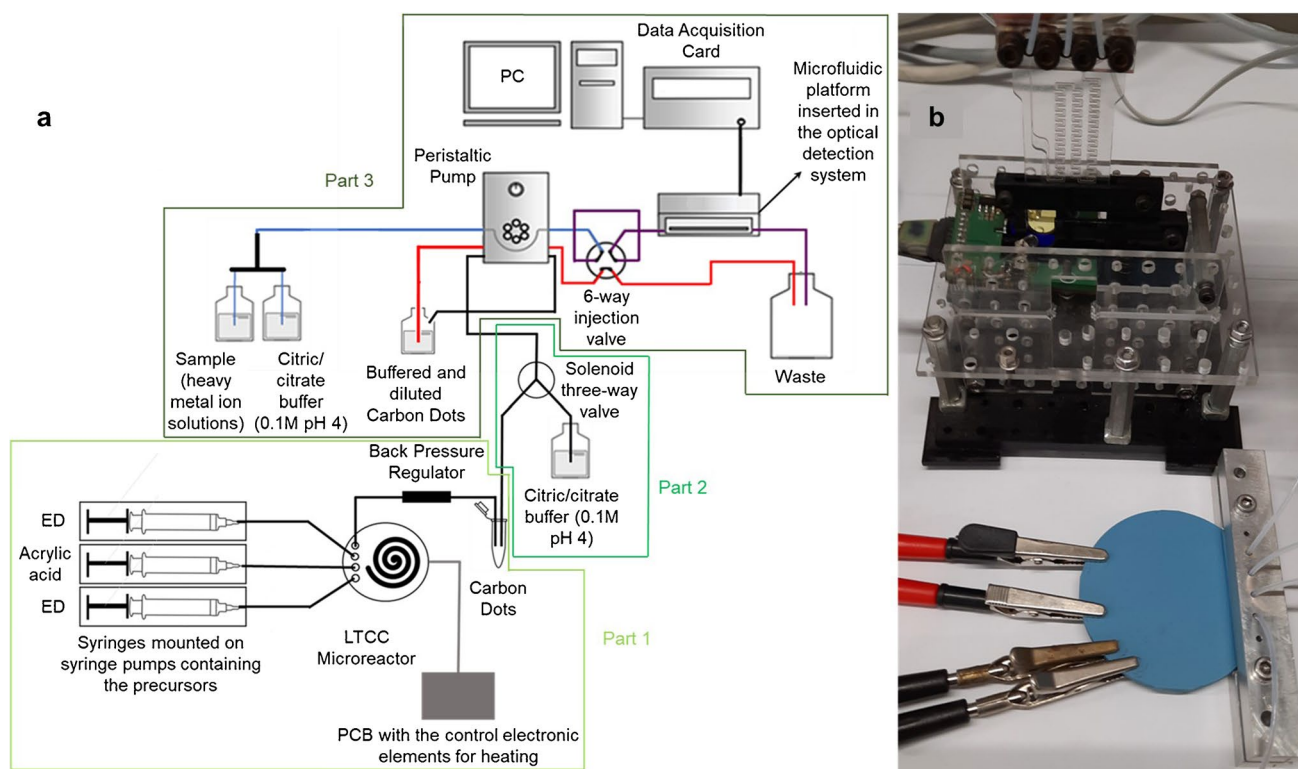 a
PC
Data Acquisition
Card
Microfluidic
platform
inserted in
the optical
detection
system
Part 3
Peristaltic
Pump
6-way
injection
valve
Sample
(heavy
metal ion
solutions)
Citric/
citrate
buffer
(0.1M pH 4)
Buffered and
diluted
Carbon Dots
Waste
Solenoid
three-way
valve
Back Pressure
Regulator
Part 2
Citric/citrate
buffer (0.1M
pH 4)
ED
Acrylic
acid
ED
Carbon
Dots
Syringes mounted on
syringe pumps containing
the precursors
LTCC
Microreactor
Part 1
PCB with the control electronic
elements for heating
b